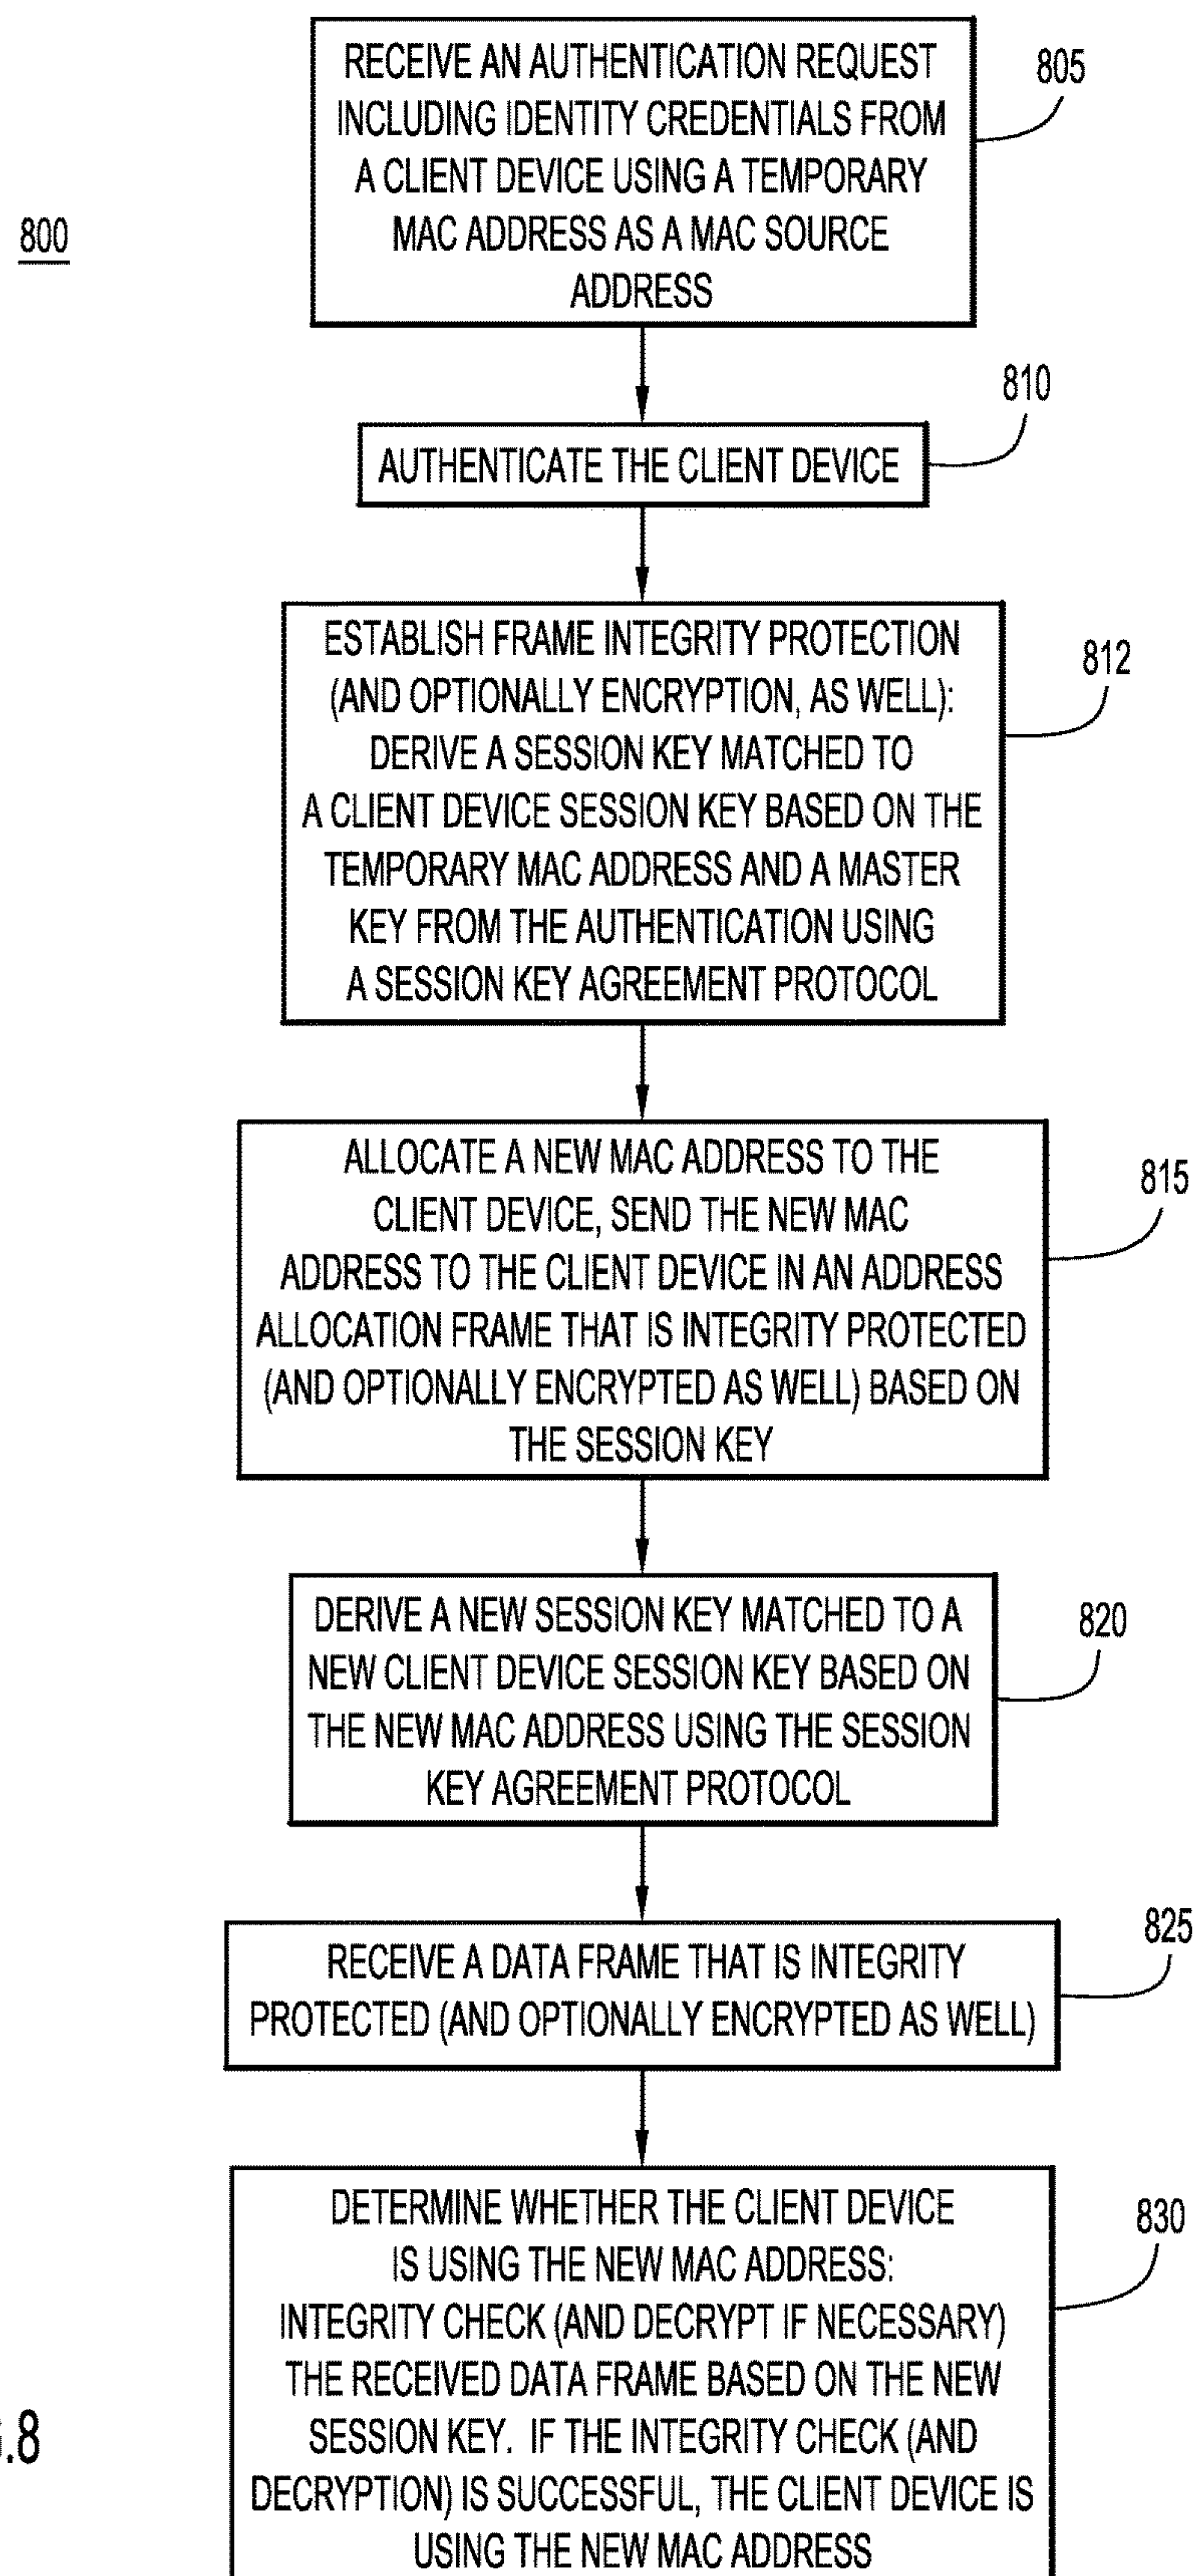 RECEIVE AN AUTHENTICATION REQUEST
INCLUDING IDENTITY CREDENTIALS FROM
A CLIENT DEVICE USING A TEMPORARY
MAC ADDRESS AS A MAC SOURCE
ADDRESS
805
800
810
AUTHENTICATE THE CLIENT DEVICE
ESTABLISH FRAME INTEGRITY PROTECTION
(AND OPTIONALLY ENCRYPTION, AS WELL):
DERIVE A SESSION KEY MATCHED TO
A CLIENT DEVICE SESSION KEY BASED ON THE
TEMPORARY MAC ADDRESS AND A MASTER
KEY FROM THE AUTHENTICATION USING
A SESSION KEY AGREEMENT PROTOCOL
812
ALLOCATE A NEW MAC ADDRESS TO THE
CLIENT DEVICE, SEND THE NEW MAC
ADDRESS TO THE CLIENT DEVICE IN AN ADDRESS
ALLOCATION FRAME THAT IS INTEGRITY PROTECTED
(AND OPTIONALLY ENCRYPTED AS WELL) BASED ON
THE SESSION KEY
815
DERIVE A NEW SESSION KEY MATCHED TO A
NEW CLIENT DEVICE SESSION KEY BASED ON
THE NEW MAC ADDRESS USING THE SESSION
KEY AGREEMENT PROTOCOL
820
RECEIVE A DATA FRAME THAT IS INTEGRITY
PROTECTED (AND OPTIONALLY ENCRYPTED AS WELL)
825
DETERMINE WHETHER THE CLIENT DEVICE
IS USING THE NEW MAC ADDRESS:
INTEGRITY CHECK (AND DECRYPT IF NECESSARY)
THE RECEIVED DATA FRAME BASED ON THE NEW
SESSION KEY. IF THE INTEGRITY CHECK (AND
DECRYPTION) IS SUCCESSFUL, THE CLIENT DEVICE IS
USING THE NEW MAC ADDRESS
830
.8